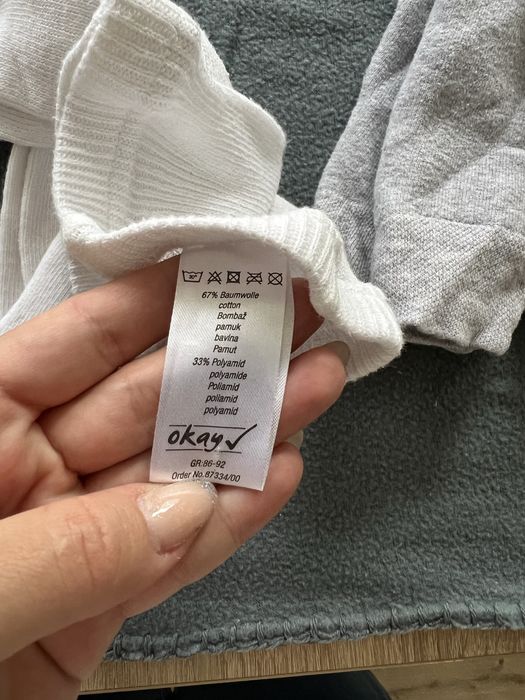 30°
67% Baumwolle
cotton
Bombaž
pamuk
bavlna
Pamut
33% Polyamid
polyamide
Poliamid
poliamid
polyamid
okay
GR:86-92
Order No.87334/00